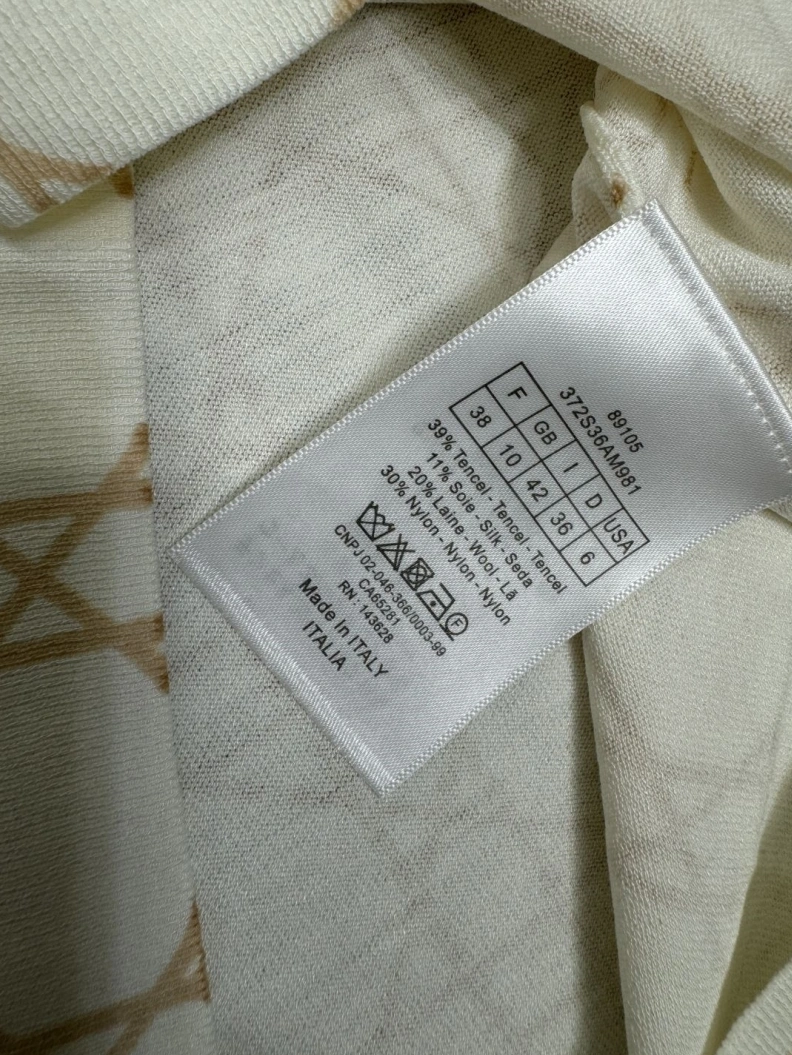 89105
372S36AM981
F GB I D USA
38 10 42 36 6
39% Tencel - Tencel - Tencel
11% Soie - Silk - Seda
20% Laine - Wool - Lã
30% Nylon - Nylon - Nylon
F
CNPJ 02-046-366/0003-99
CA65281
RN: 143628
Made In ITALY
ITALIA